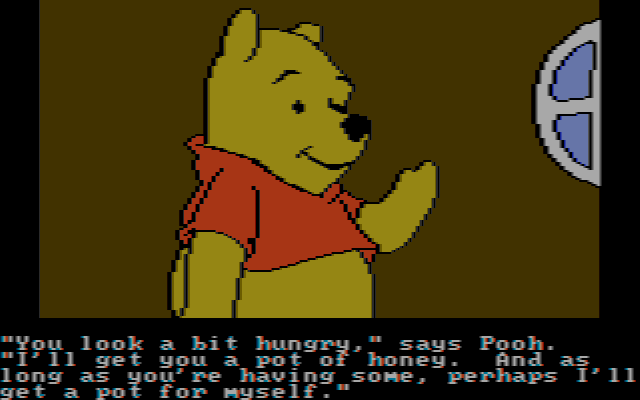 "You look a bit hungry," says Pooh.
"I'll get you a pot of honey.  And as
long as you're having some, perhaps I'll
get a pot for myself."